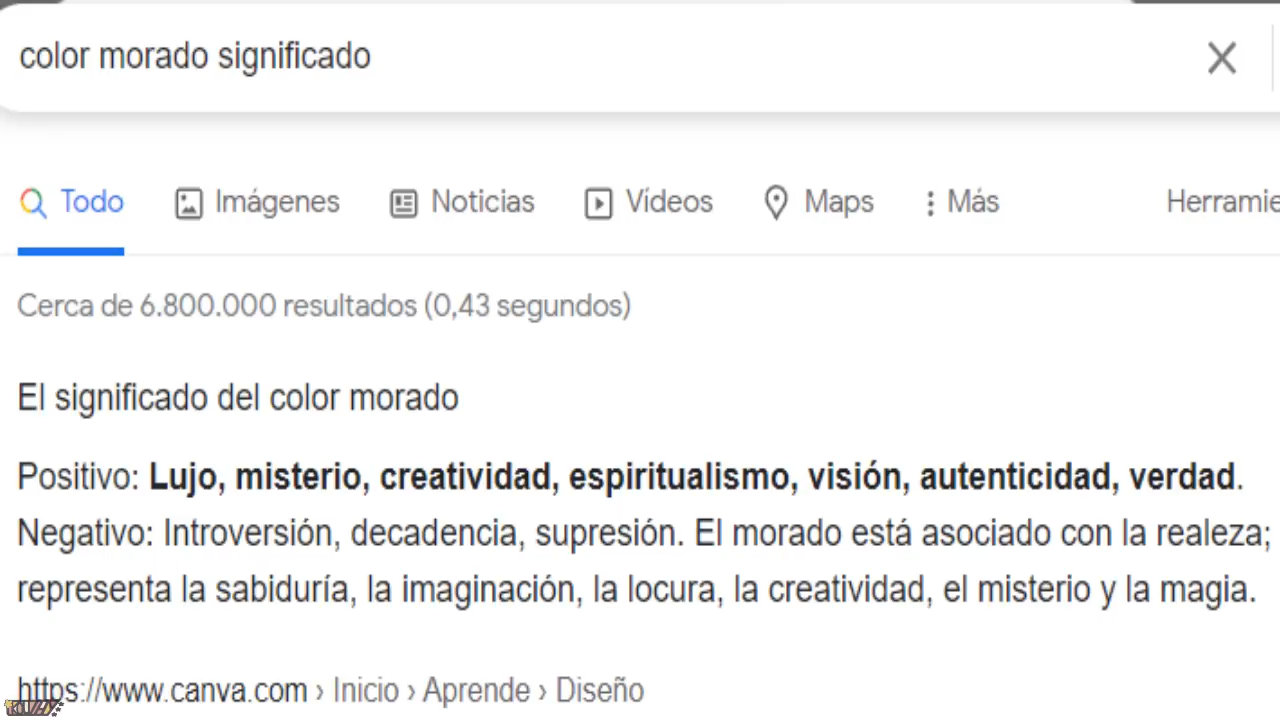 color morado significado
Todo Imágenes Noticias Vídeos Maps Más Herramie
Cerca de 6.800.000 resultados (0,43 segundos)
El significado del color morado
Positivo: Lujo, misterio, creatividad, espiritualismo, visión, autenticidad, verdad.
Negativo: Introversión, decadencia, supresión. El morado está asociado con la realeza;
representa la sabiduría, la imaginación, la locura, la creatividad, el misterio y la magia.
https://www.canva.com › Inicio › Aprende › Diseño